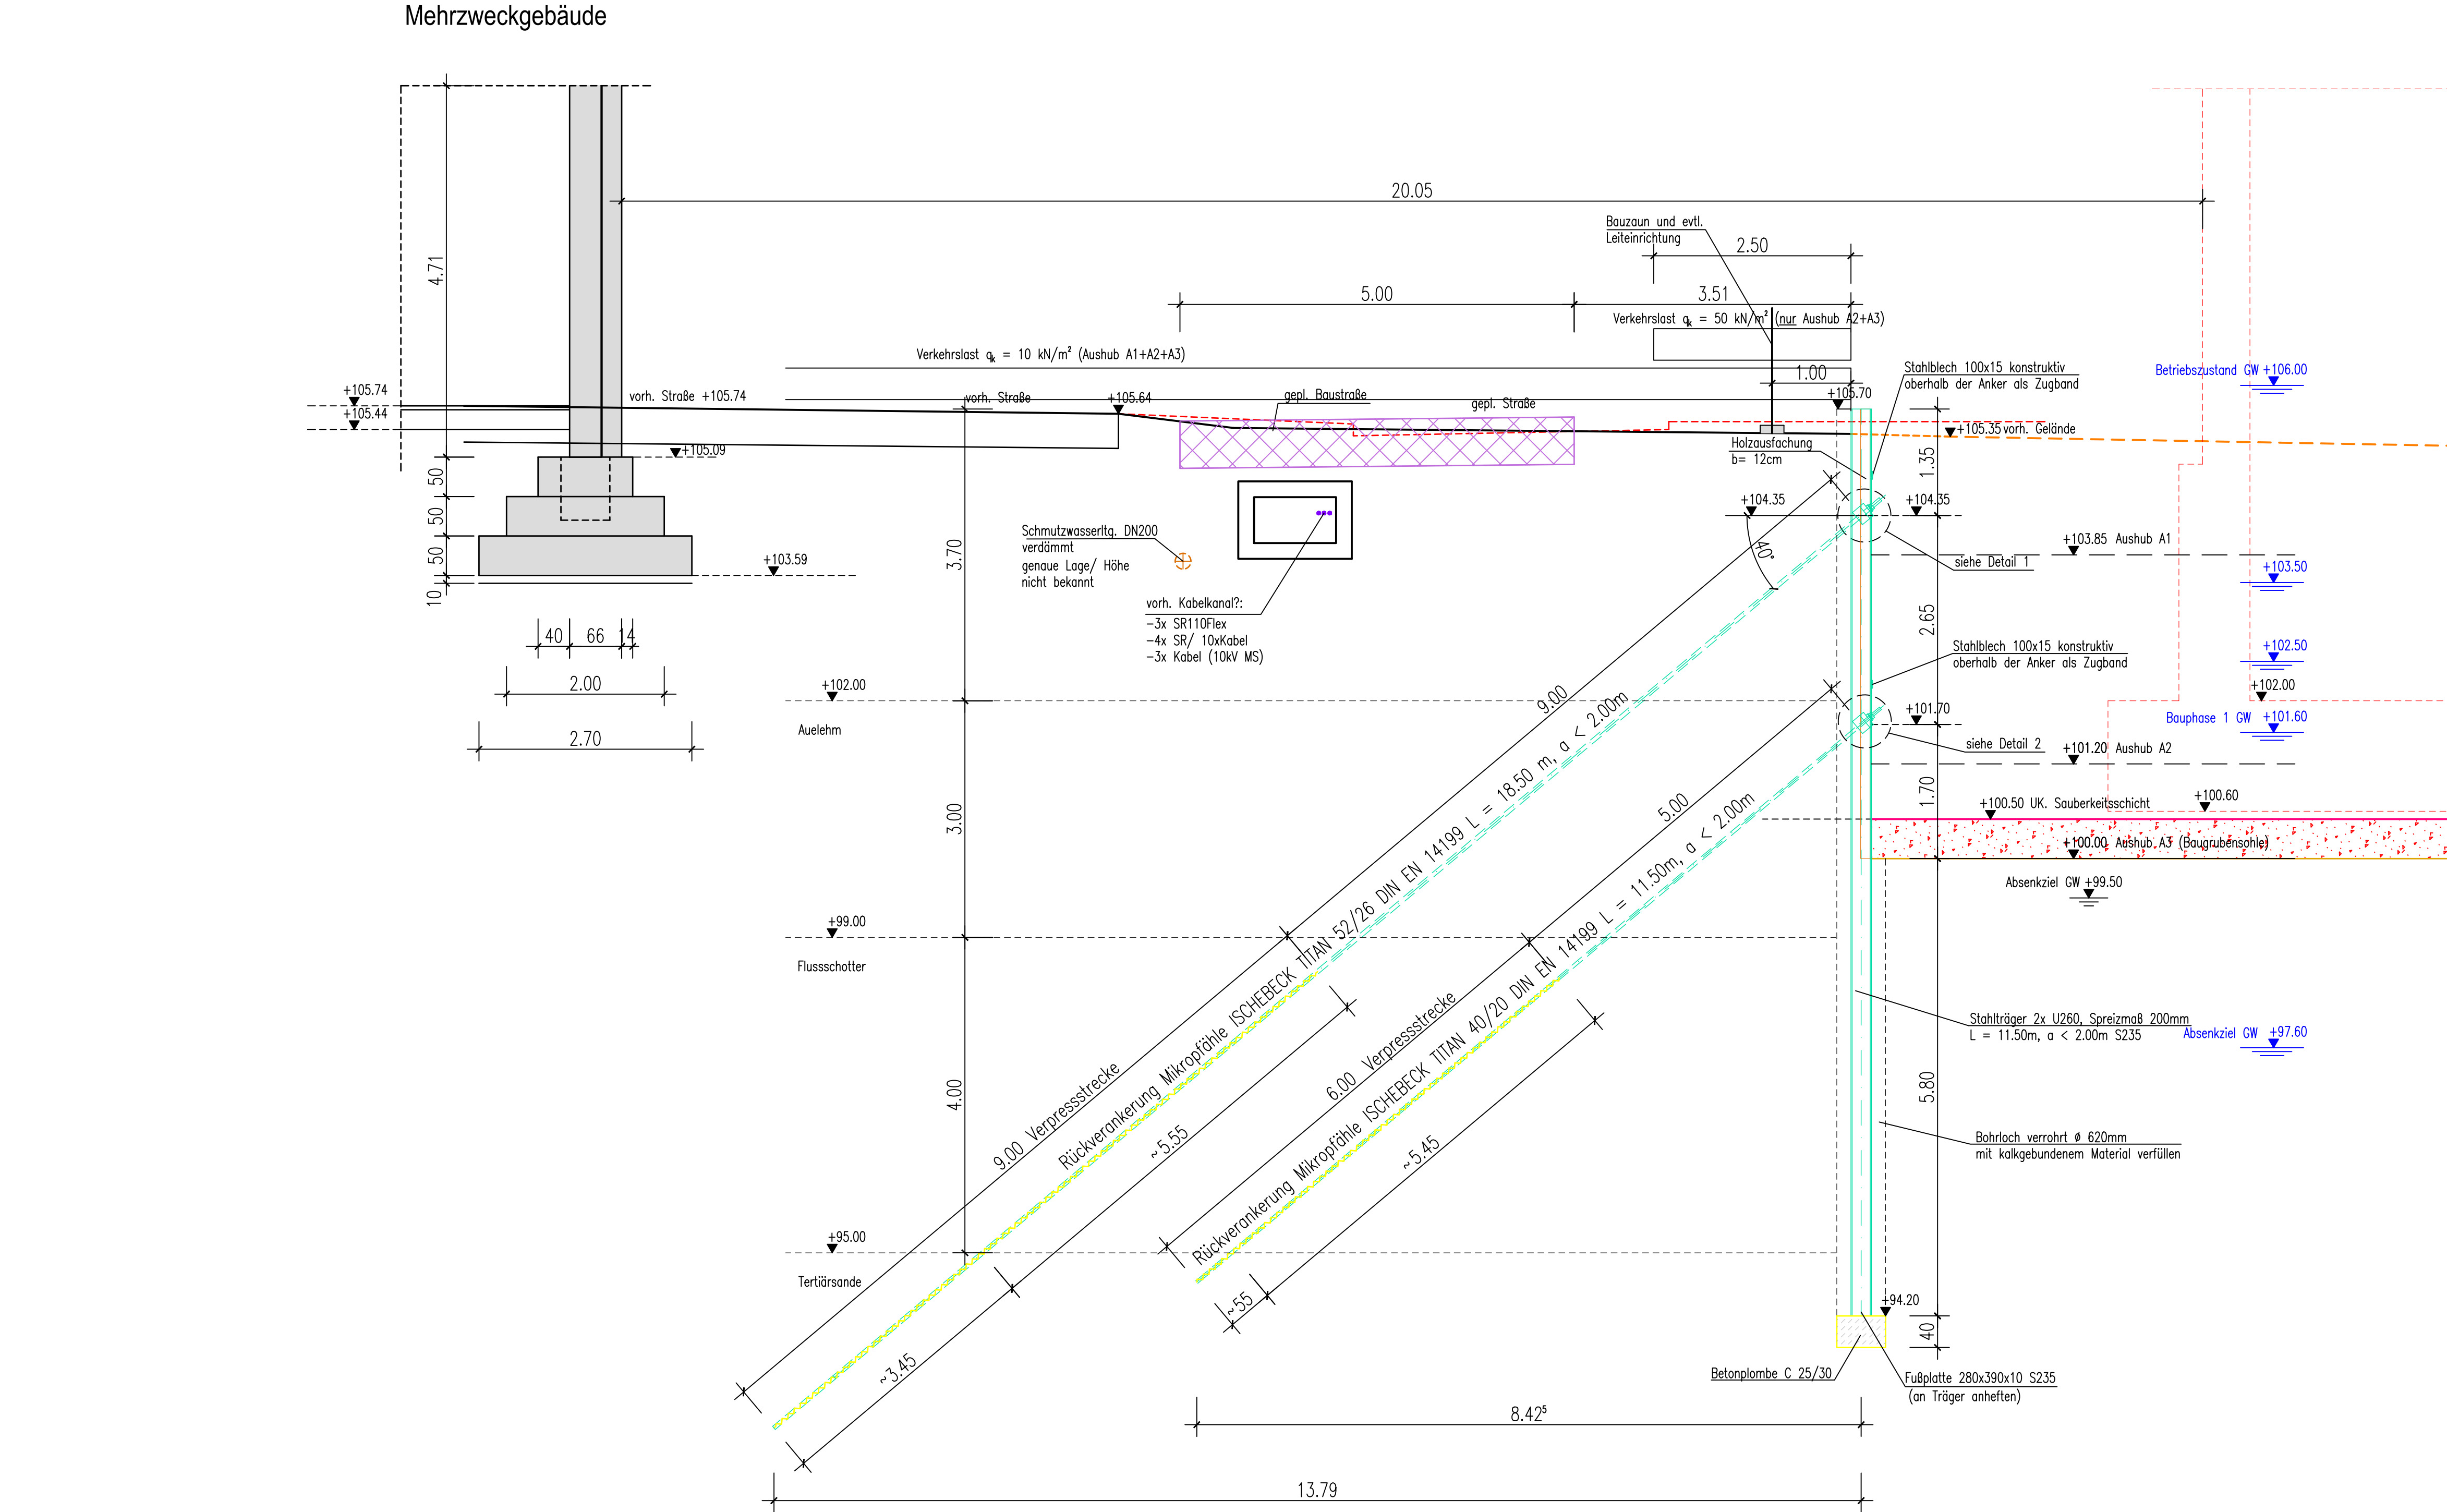 Mehrzweckgebäude
20.05
Bauzaun und evtl.
Leiteinrichtung
2.50
4.71
5.00
3.51
Verkehrslast qk = 50 kN/m² (nur Aushub A2+A3)
Verkehrslast qk = 10 kN/m² (Aushub A1+A2+A3)
1.00
Stahlblech 100x15 konstruktiv
oberhalb der Anker als Zugband
Betriebszustand GW +106.00
+105.74
+105.44
vorh. Straße +105.74
vorh. Straße
+105.64
gepl. Baustraße
gepl. Straße
+105.70
+105.35 vorh. Gelände
+105.09
Holzausfachung
b= 12cm
1.35
50
50
50
10
+104.35
+104.35
40°
+103.59
Schmutzwasserltg. DN200
verdämmt
genaue Lage/ Höhe
nicht bekannt
3.70
+103.85 Aushub A1
siehe Detail 1
+103.50
vorh. Kabelkanal?:
-3x SR110Flex
-4x SR/ 10xKabel
-3x Kabel (10kV MS)
40
66
14
2.65
Stahlblech 100x15 konstruktiv
oberhalb der Anker als Zugband
+102.50
2.00
+102.00
+102.00
Auelehm
9.00
+101.70
Bauphase 1 GW +101.60
2.70
siehe Detail 2
+101.20 Aushub A2
1.70
3.00
5.00
+100.50 UK. Sauberkeitsschicht
+100.60
+100.00 Aushub A3 (Baugrubensohle)
Absenkziel GW +99.50
+99.00
Flussschotter
Rückverankerung Mikropfähle ISCHEBECK TITAN 52/26 DIN EN 14199 L = 18.50 m, a < 2.00m
Rückverankerung Mikropfähle ISCHEBECK TITAN 40/20 DIN EN 14199 L = 11.50m, a < 2.00m
Stahlträger 2x U260, Spreizmaß 200mm
L = 11.50m, a < 2.00m S235
Absenkziel GW +97.60
4.00
9.00 Verpressstrecke
6.00 Verpressstrecke
5.80
~5.55
~5.45
Bohrloch verrohrt ø 620mm
mit kalkgebundenem Material verfüllen
+95.00
Tertiärsande
~55
+94.20
40
~3.45
Betonplombe C 25/30
Fußplatte 280x390x10 S235
(an Träger anheften)
8.42⁵
13.79